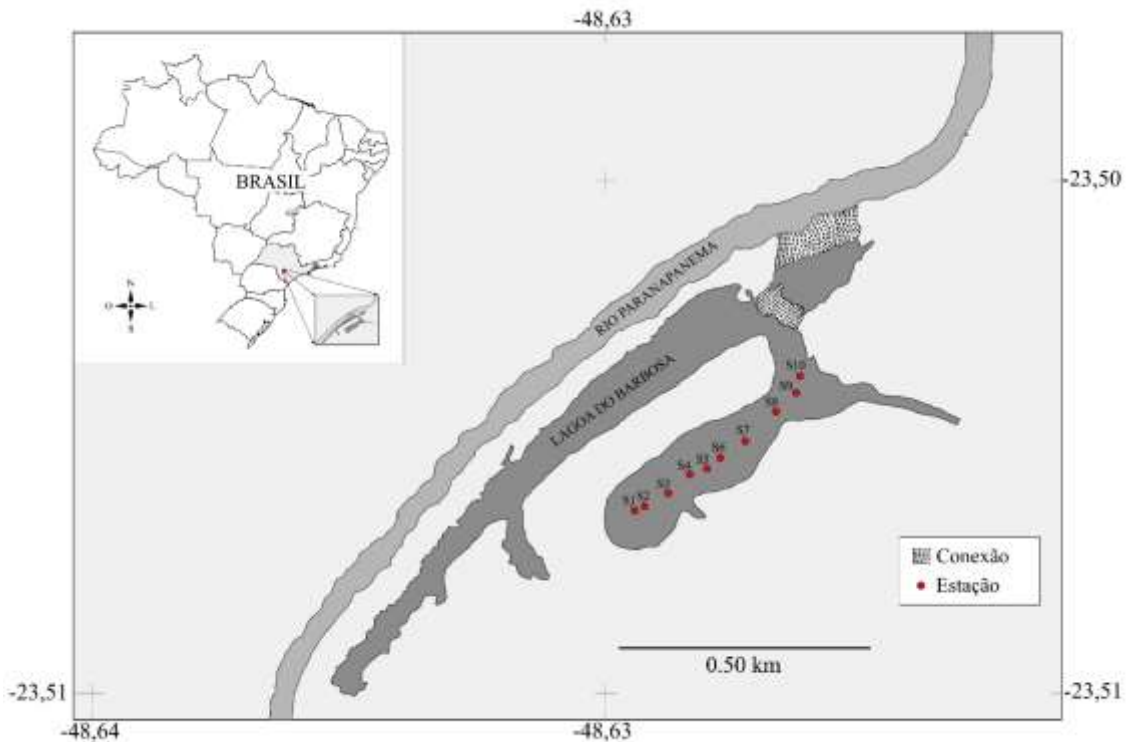 -48,63
BRASIL
N
O L
S
-23,50
RIO PARANAPANEMA
LAGOA DO BARBOSA
S10
S9
S8
S7
S6
S5
S4
S3
S2
S1
Conexão
Estação
0.50 km
-23,51
-23,51
-48,64
-48,63